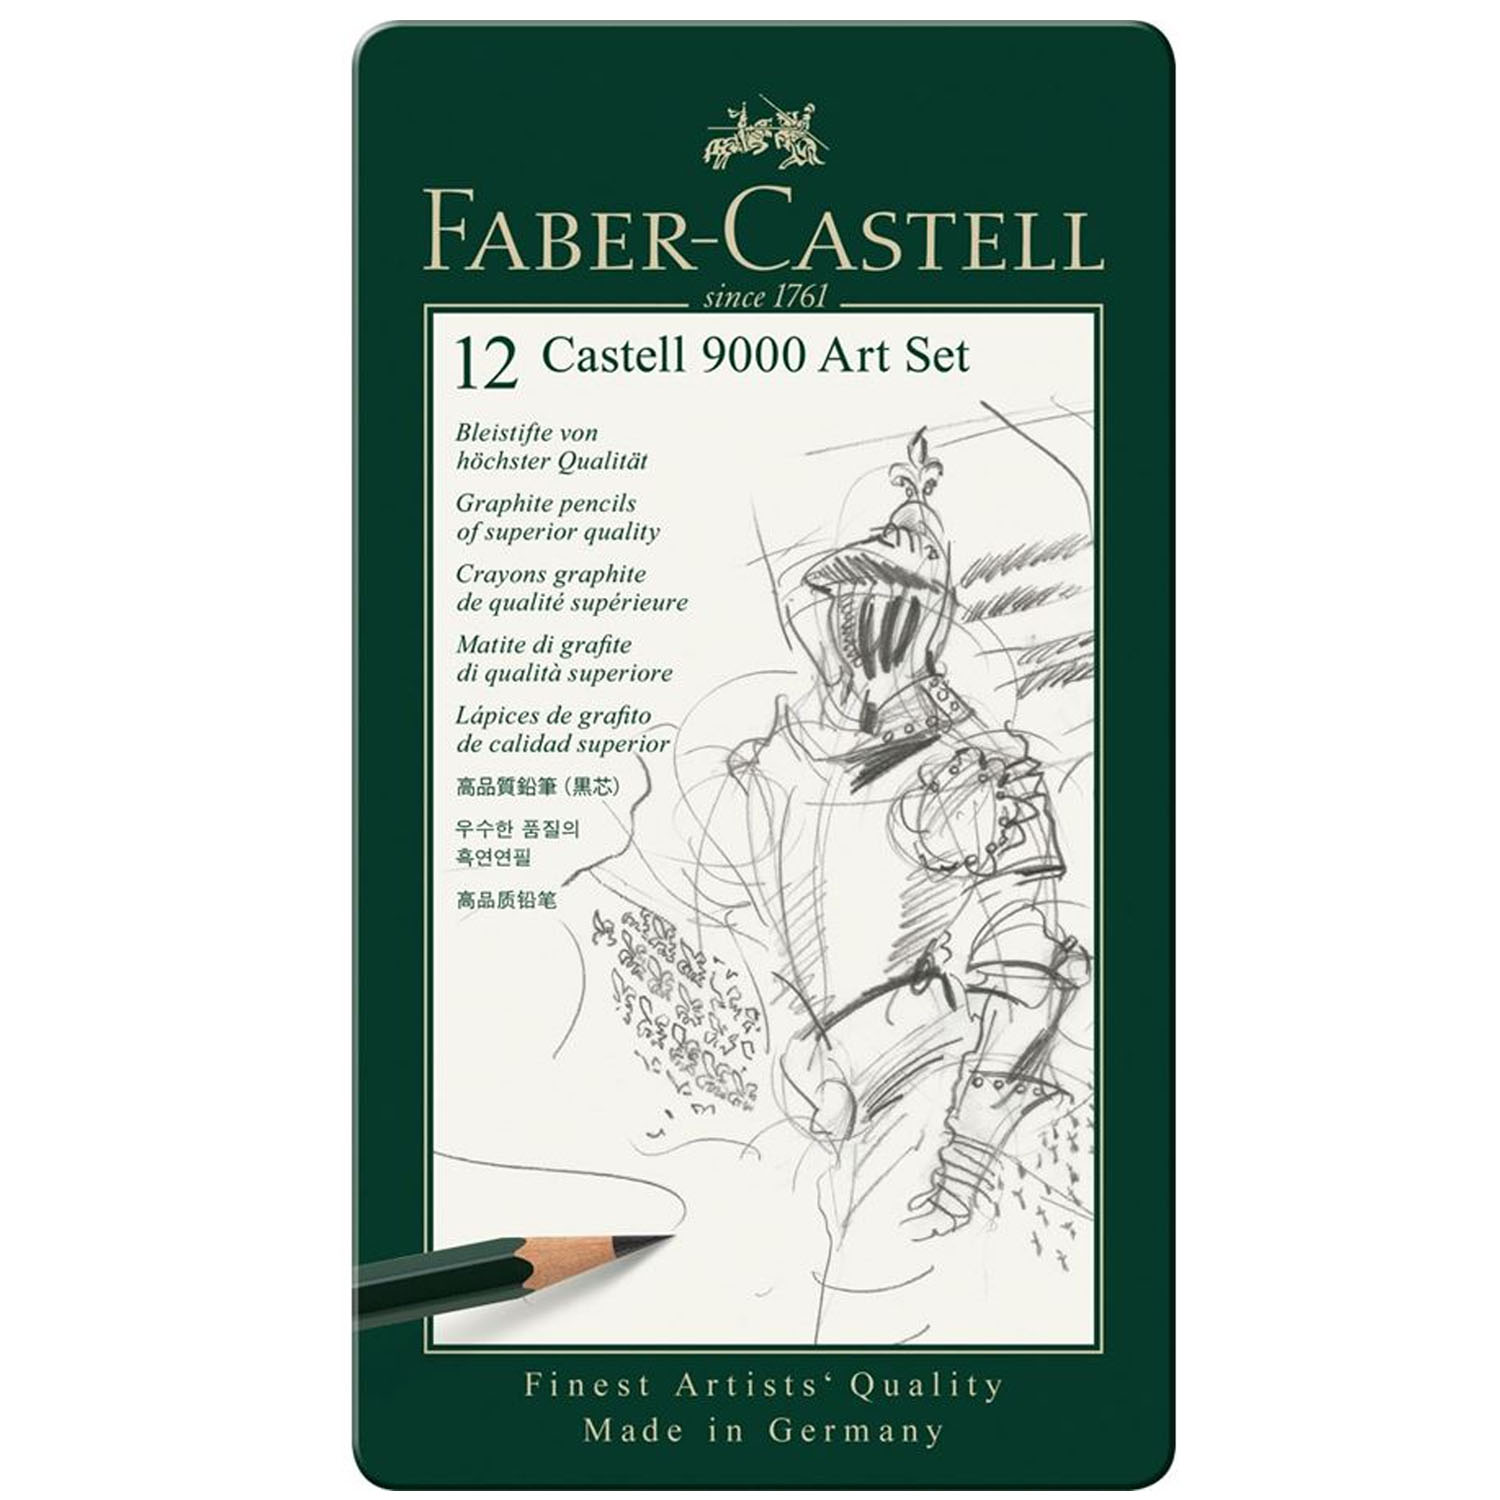 FABER-CASTELL
since 1761
12 Castell 9000 Art Set
Bleistifte von
höchster Qualität
Graphite pencils
of superior quality
Crayons graphite
de qualité supérieure
Matite di grafite
di qualità superiore
Lápices de grafito
de calidad superior
高品質鉛筆（黒芯）
우수한 품질의
흑연연필
高品质铅笔
Finest Artists‘ Quality
Made in Germany